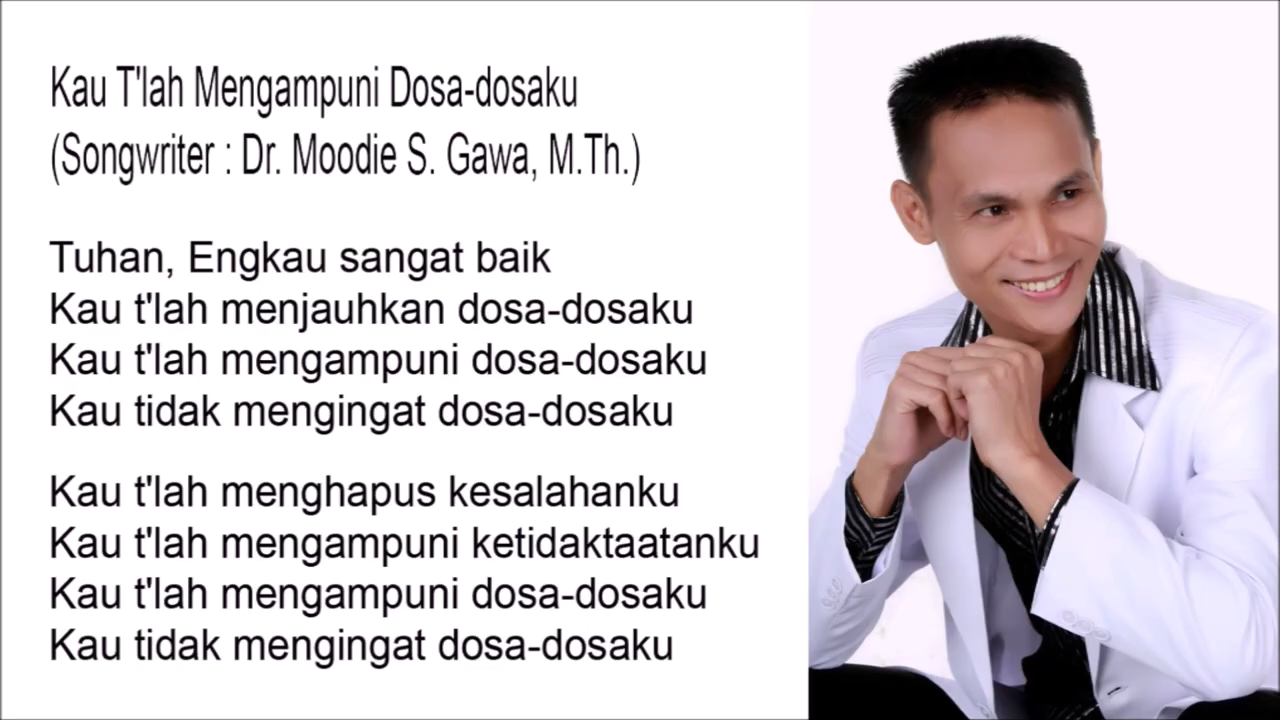 Kau T'lah Mengampuni Dosa-dosaku
(Songwriter : Dr. Moodie S. Gawa, M.Th.)
Tuhan, Engkau sangat baik
Kau t'lah menjauhkan dosa-dosaku
Kau t'lah mengampuni dosa-dosaku
Kau tidak mengingat dosa-dosaku
Kau t'lah menghapus kesalahanku
Kau t'lah mengampuni ketidaktaatanku
Kau t'lah mengampuni dosa-dosaku
Kau tidak mengingat dosa-dosaku